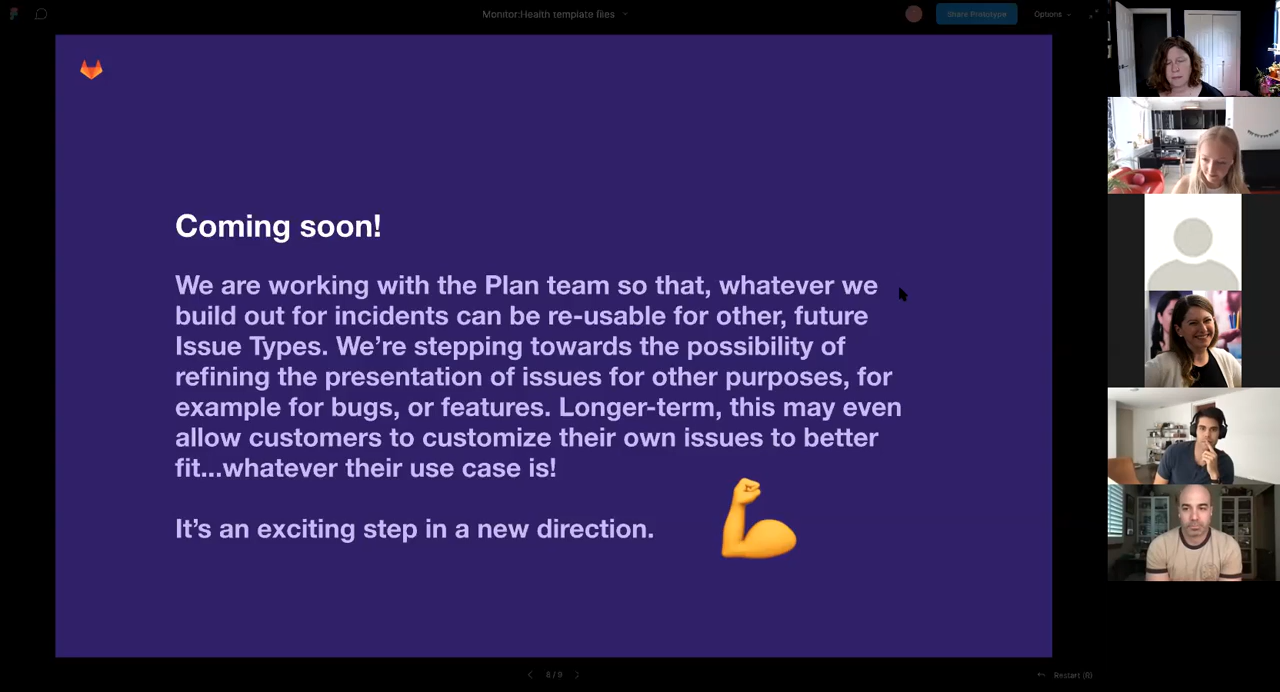 Monitor:Health template files
Share Prototype
Options
Coming soon!
We are working with the Plan team so that, whatever we
build out for incidents can be re-usable for other, future
Issue Types. We’re stepping towards the possibility of
refining the presentation of issues for other purposes, for
example for bugs, or features. Longer-term, this may even
allow customers to customize their own issues to better
fit...whatever their use case is!
It’s an exciting step in a new direction.
8 / 9
Restart (R)